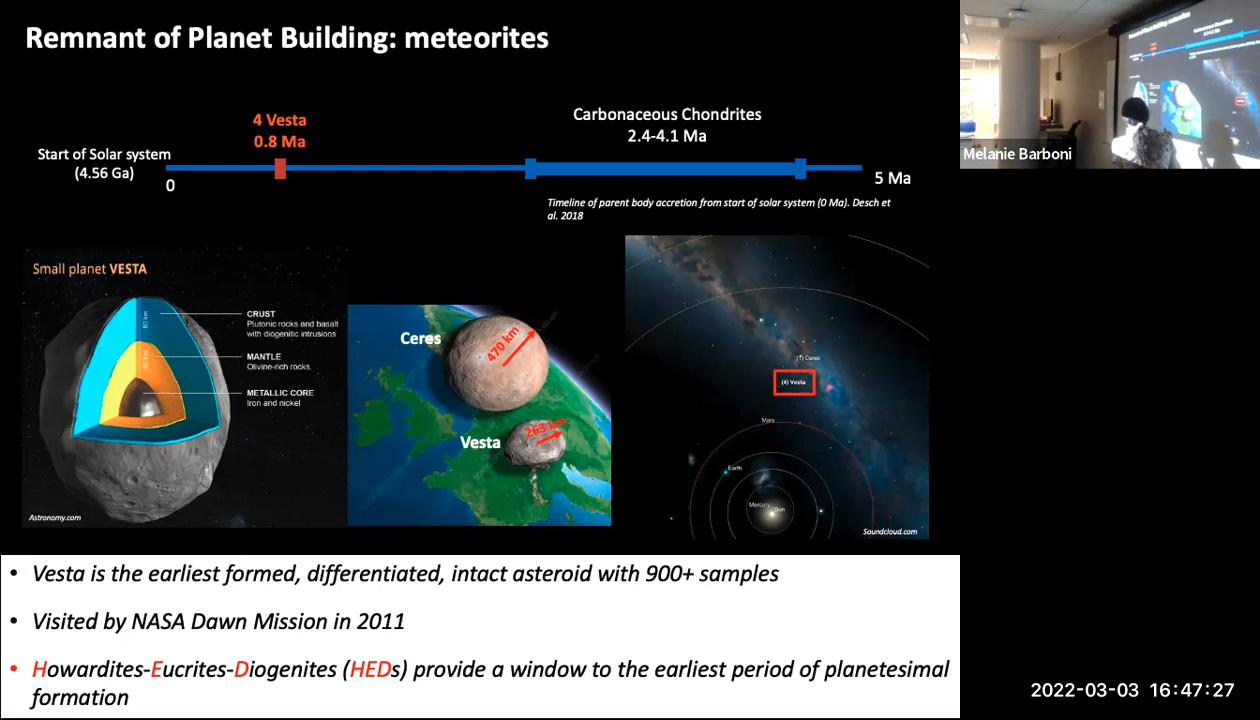 Remnant of Planet Building: meteorites
4 Vesta
0.8 Ma
Carbonaceous Chondrites
2.4-4.1 Ma
Start of Solar system
(4.56 Ga)
0
5 Ma
Timeline of parent body accretion from start of solar system (0 Ma). Desch et
al. 2018
Small planet VESTA
60 km
CRUST
Plutonic rocks and basalt
with diogenitic intrusions
MANTLE
Olivine-rich rocks
METALLIC CORE
Iron and nickel
Astronomy.com
Ceres
470 km
Vesta
263 km
(1) Ceres
(4) Vesta
Mars
Earth
Mercury
Sun
Soundcloud.com
• Vesta is the earliest formed, differentiated, intact asteroid with 900+ samples
• Visited by NASA Dawn Mission in 2011
• Howardites-Eucrites-Diogenites (HEDs) provide a window to the earliest period of planetesimal
formation
Melanie Barboni
2022-03-03 16:47:27